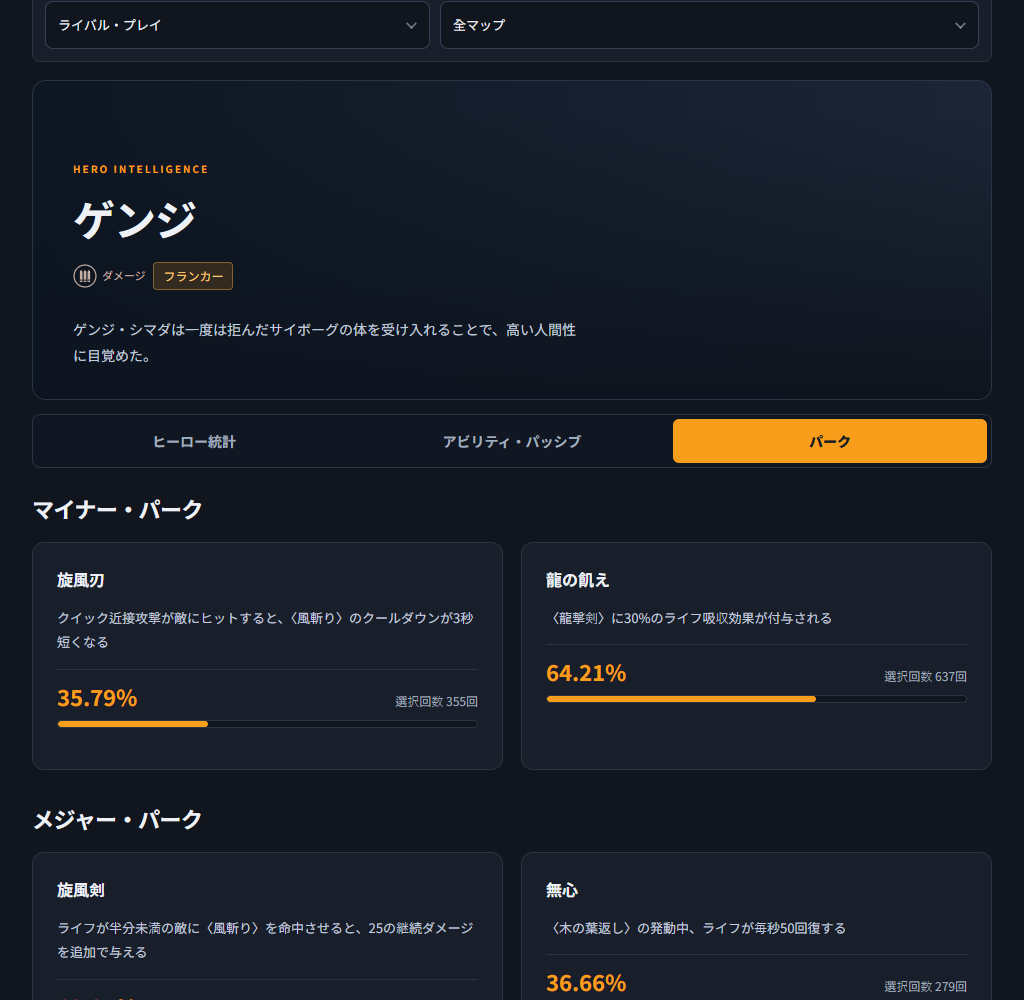 ライバル・プレイ
全マップ
HERO INTELLIGENCE
ゲンジ
ダメージ
フランカー
ゲンジ・シマダは一度は拒んだサイボーグの体を受け入れることで、高い人間性
に目覚めた。
ヒーロー統計
アビリティ・パッシブ
パーク
マイナー・パーク
旋風刃
クイック近接攻撃が敵にヒットすると、〈風斬り〉のクールダウンが3秒
短くなる
35.79%
選択回数 355回
龍の飢え
〈龍撃剣〉に30%のライフ吸収効果が付与される
64.21%
選択回数 637回
メジャー・パーク
旋風剣
ライフが半分未満の敵に〈風斬り〉を命中させると、25の継続ダメージ
を追加で与える
無心
〈木の葉返し〉の発動中、ライフが毎秒50回復する
36.66%
選択回数 279回